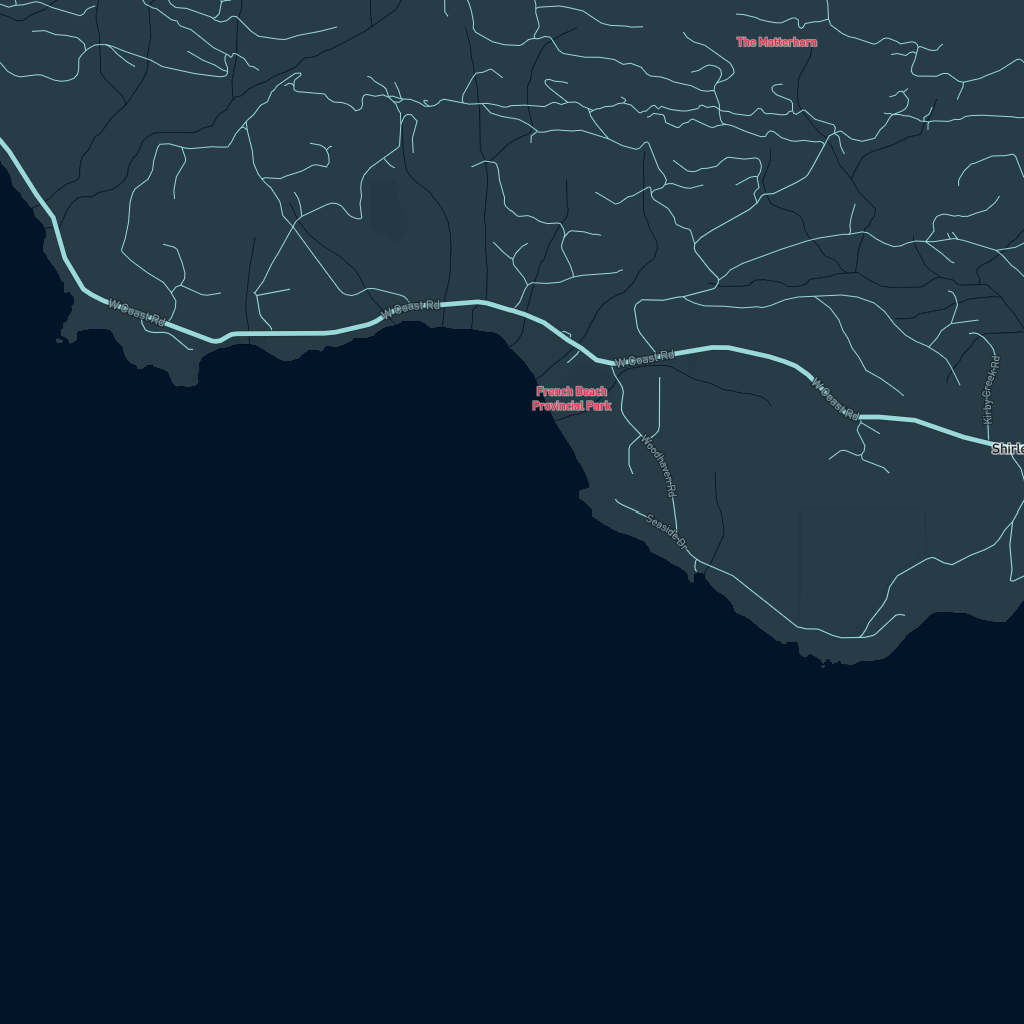 The Matterhorn
W Coast Rd
W Coast Rd
W Coast Rd
French Beach
Provincial Park
W Coast Rd
Kirby Creek Rd
Shirle
Woodhaven Rd
Seaside Dr